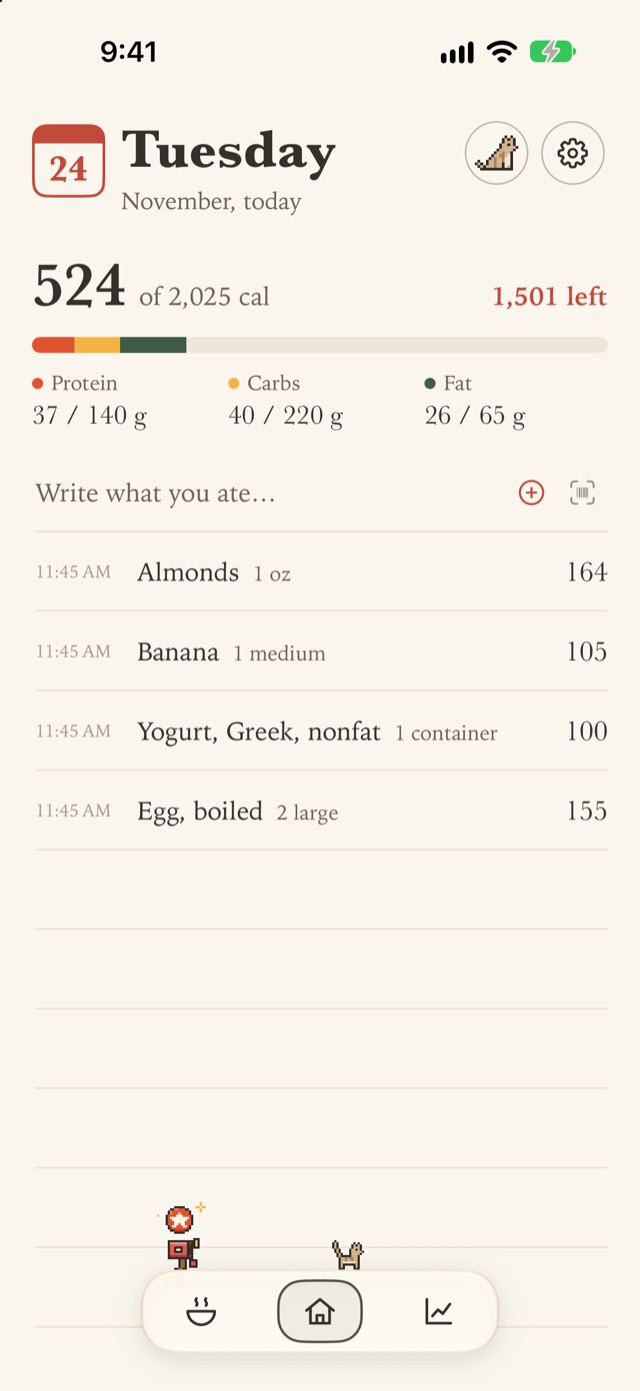 9:41
24
Tuesday
November, today
524 of 2,025 cal
1,501 left
Protein
37 / 140 g
Carbs
40 / 220 g
Fat
26 / 65 g
Write what you ate…
11:45 AM Almonds 1 oz 164
11:45 AM Banana 1 medium 105
11:45 AM Yogurt, Greek, nonfat 1 container 100
11:45 AM Egg, boiled 2 large 155